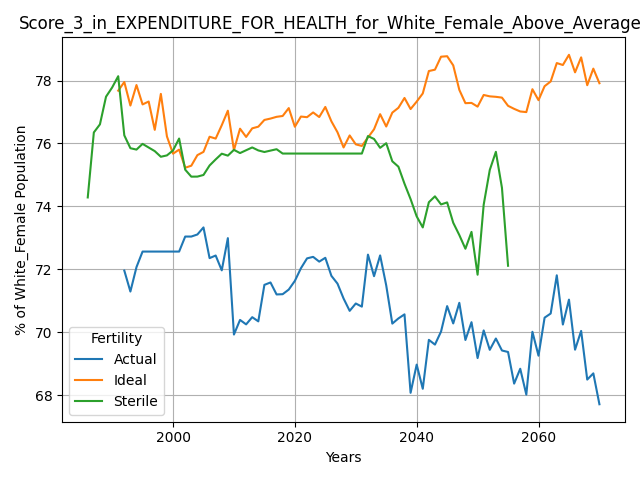 Score_3_in_EXPENDITURE_FOR_HEALTH_for_White_Female_Above_Average
% of White_Female Population
78
76
74
72
70
68
Fertility
Actual
Ideal
Sterile
2000 2020 2040 2060
Years